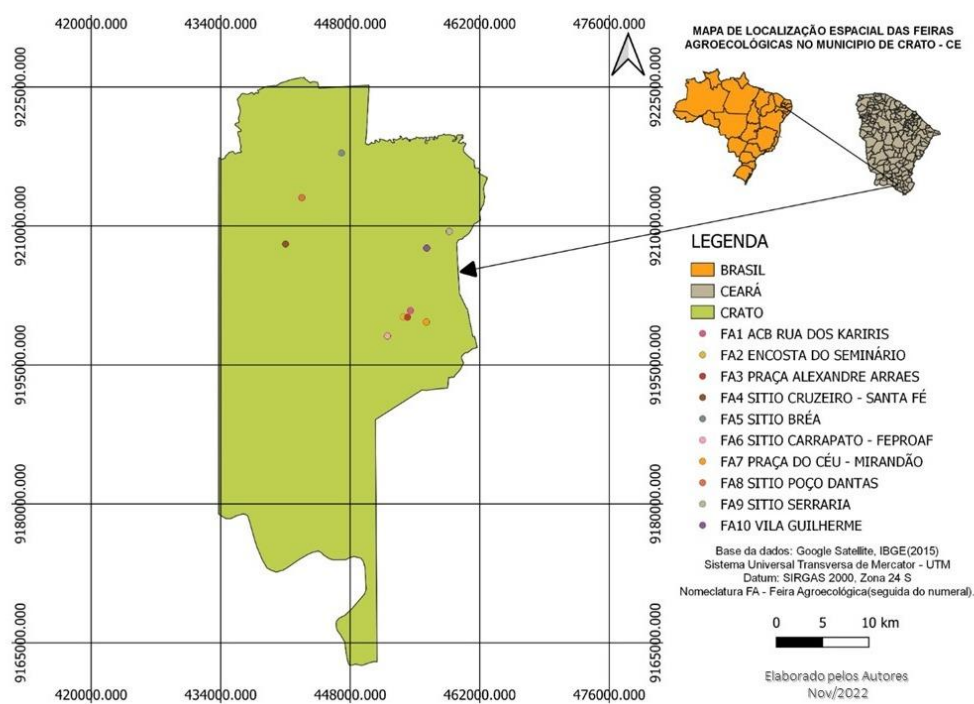 420000.000 434000.000 448000.000 462000.000 476000.000
MAPA DE LOCALIZAÇÃO ESPACIAL DAS FEIRAS
AGROECOLÓGICAS NO MUNICIPIO DE CRATO - CE
9225000.000 9225000.000
9210000.000 9210000.000
9195000.000 9195000.000
9180000.000 9180000.000
9165000.000 9165000.000
420000.000 434000.000 448000.000 462000.000 476000.000
LEGENDA
BRASIL
CEARÁ
CRATO
FA1 ACB RUA DOS KARIRIS
FA2 ENCOSTA DO SEMINÁRIO
FA3 PRAÇA ALEXANDRE ARRAES
FA4 SITIO CRUZEIRO - SANTA FÉ
FA5 SITIO BRÉA
FA6 SITIO CARRAPATO - FEPROAF
FA7 PRAÇA DO CÉU - MIRANDÃO
FA8 SITIO POÇO DANTAS
FA9 SITIO SERRARIA
FA10 VILA GUILHERME
Base da dados: Google Satellite, IBGE(2015)
Sistema Universal Transversa de Mercator - UTM
Datum: SIRGAS 2000, Zona 24 S
Nomeclatura FA - Feira Agroecológica(seguida do numeral).
0 5 10 km
Elaborado pelos Autores
Nov/2022